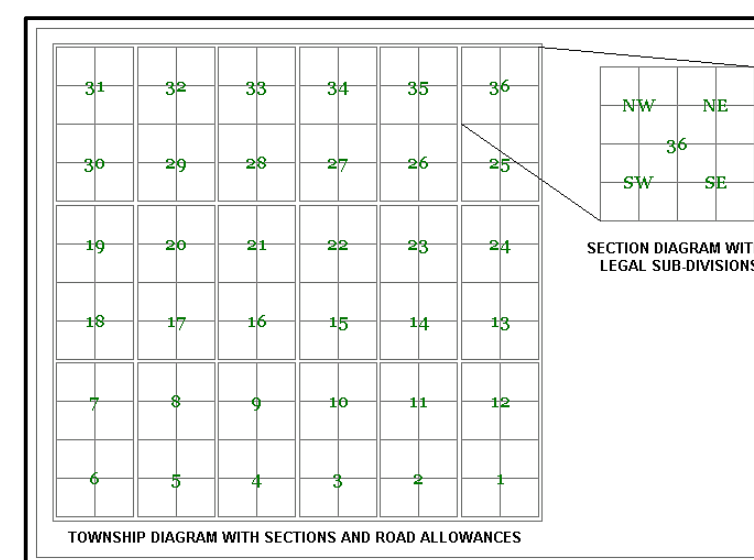 31 32 33 34 35 36
30 29 28 27 26 25
19 20 21 22 23 24
18 17 16 15 14 13
7 8 9 10 11 12
6 5 4 3 2 1
TOWNSHIP DIAGRAM WITH SECTIONS AND ROAD ALLOWANCES
NW NE
36
SW SE
SECTION DIAGRAM WIT
LEGAL SUB-DIVISIONS